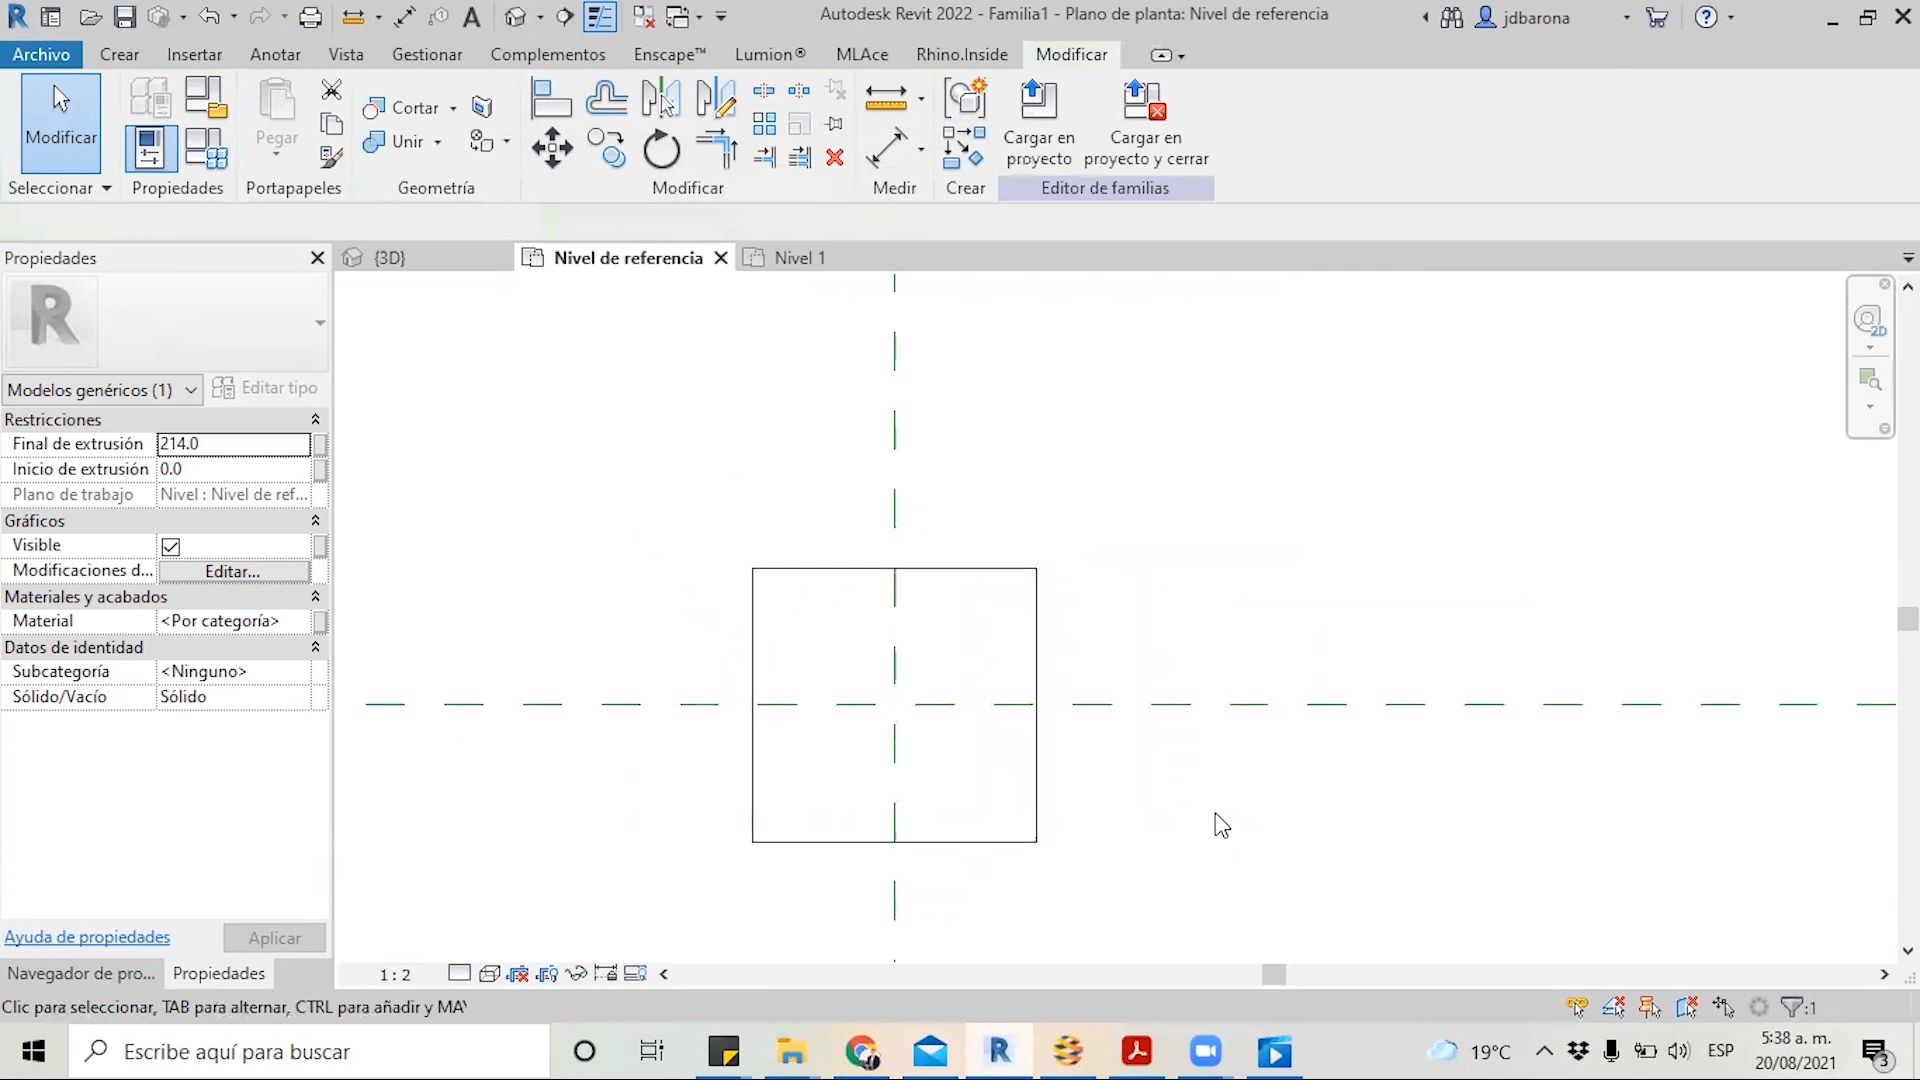 Autodesk Revit 2022 - Familia1 - Plano de planta: Nivel de referencia
jdbarona
Archivo Crear Insertar Anotar Vista Gestionar Complementos Enscape™ Lumion® MLAce Rhino.Inside Modificar
Modificar
Pegar
Cortar
Unir
Cargar en proyecto
Cargar en proyecto y cerrar
Seleccionar Propiedades Portapapeles Geometría Modificar Medir Crear Editor de familias
Propiedades
{3D} Nivel de referencia Nivel 1
R
2D
Modelos genéricos (1) Editar tipo
Restricciones
Final de extrusión 214.0
Inicio de extrusión 0.0
Plano de trabajo Nivel : Nivel de ref...
Gráficos
Visible
Modificaciones d... Editar...
Materiales y acabados
Material <Por categoría>
Datos de identidad
Subcategoría <Ninguno>
Sólido/Vacío Sólido
Ayuda de propiedades Aplicar
Navegador de pro... Propiedades
1 : 2
Clic para seleccionar, TAB para alternar, CTRL para añadir y MA
:1
Escribe aquí para buscar
19°C
ESP
5:38 a. m.
20/08/2021
3